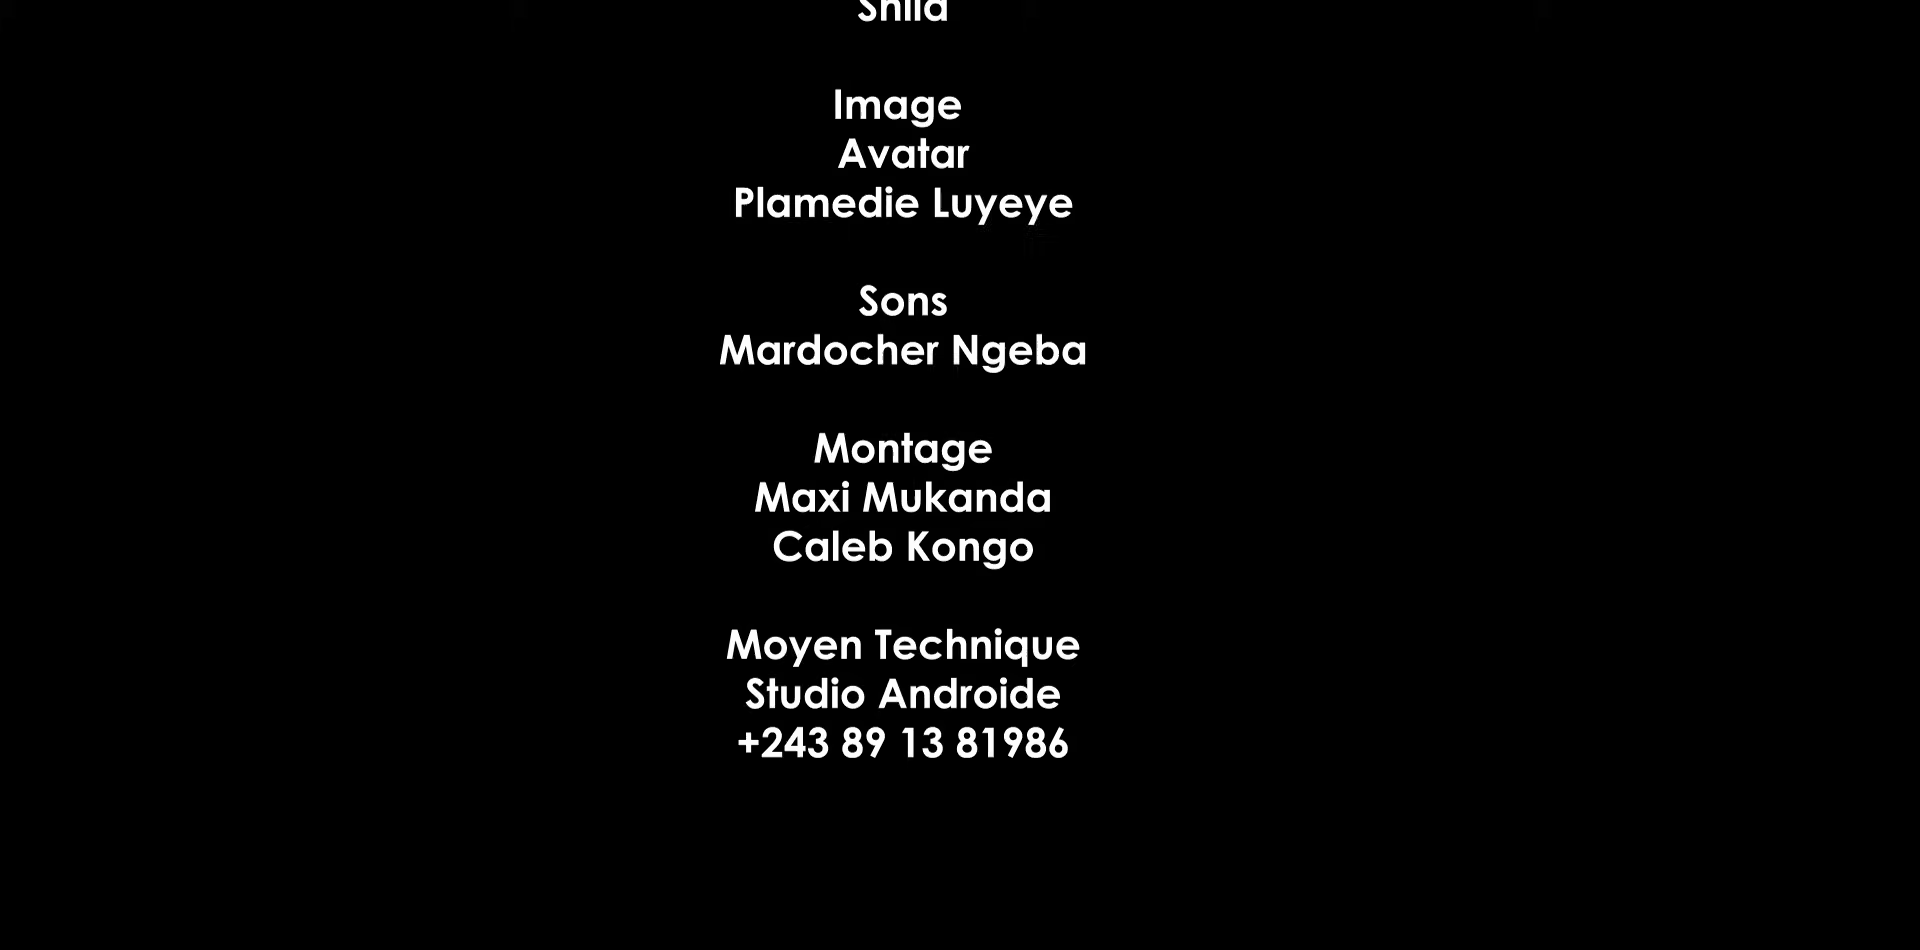 Image
Avatar
Plamedie Luyeye
Sons
Mardocher Ngeba
Montage
Maxi Mukanda
Caleb Kongo
Moyen Technique
Studio Androide
+243 89 13 81986